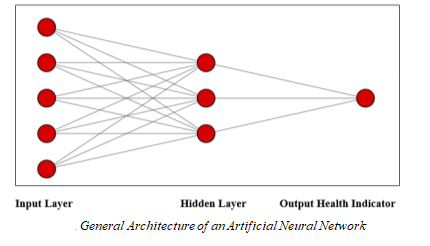 Input Layer Hidden Layer Output Health Indicator
General Architecture of an Artificial Neural Network